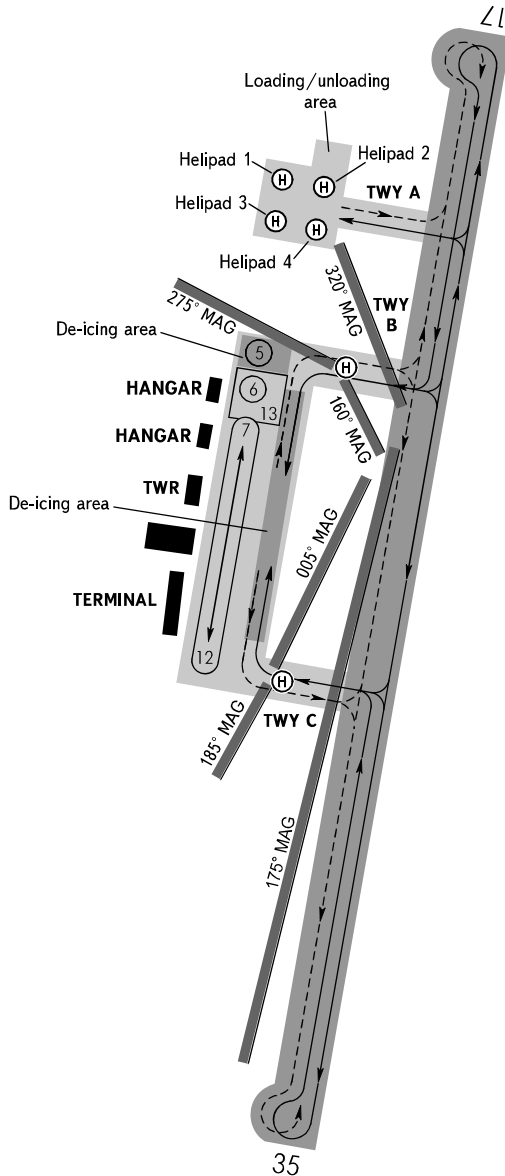 17
Loading/unloading
area
Helipad 1
Helipad 2
H
H
TWY A
Helipad 3
H
H
Helipad 4
275° MAG
320° MAG
TWY
B
De-icing area
5
H
HANGAR
6
13
160° MAG
HANGAR
7
TWR
De-icing area
005° MAG
TERMINAL
12
H
TWY C
185° MAG
175° MAG
35